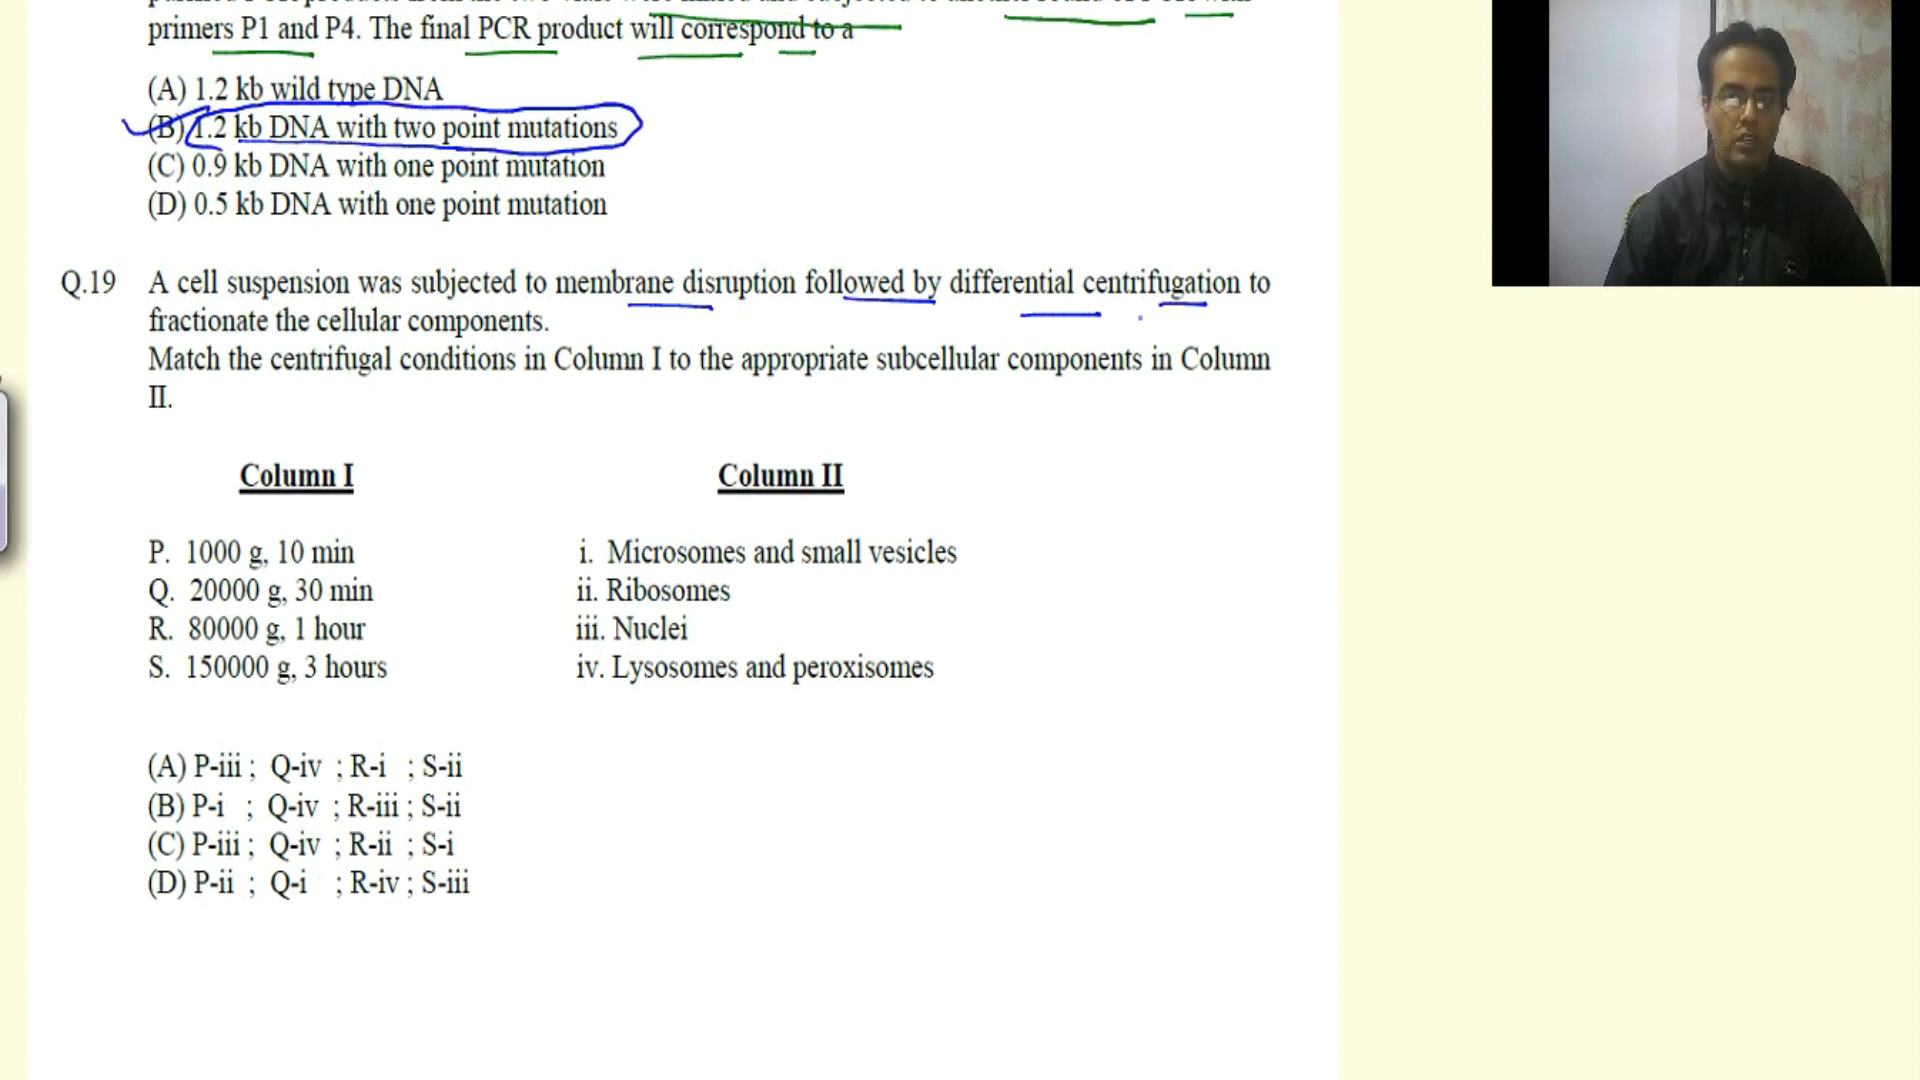 primers P1 and P4. The final PCR product will correspond to a
(A) 1.2 kb wild type DNA
(B) 1.2 kb DNA with two point mutations
(C) 0.9 kb DNA with one point mutation
(D) 0.5 kb DNA with one point mutation
Q.19 A cell suspension was subjected to membrane disruption followed by differential centrifugation to
fractionate the cellular components.
Match the centrifugal conditions in Column I to the appropriate subcellular components in Column
II.
Column I Column II
P. 1000 g, 10 min i. Microsomes and small vesicles
Q. 20000 g, 30 min ii. Ribosomes
R. 80000 g, 1 hour iii. Nuclei
S. 150000 g, 3 hours iv. Lysosomes and peroxisomes
(A) P-iii ; Q-iv ; R-i ; S-ii
(B) P-i ; Q-iv ; R-iii ; S-ii
(C) P-iii ; Q-iv ; R-ii ; S-i
(D) P-ii ; Q-i ; R-iv ; S-iii